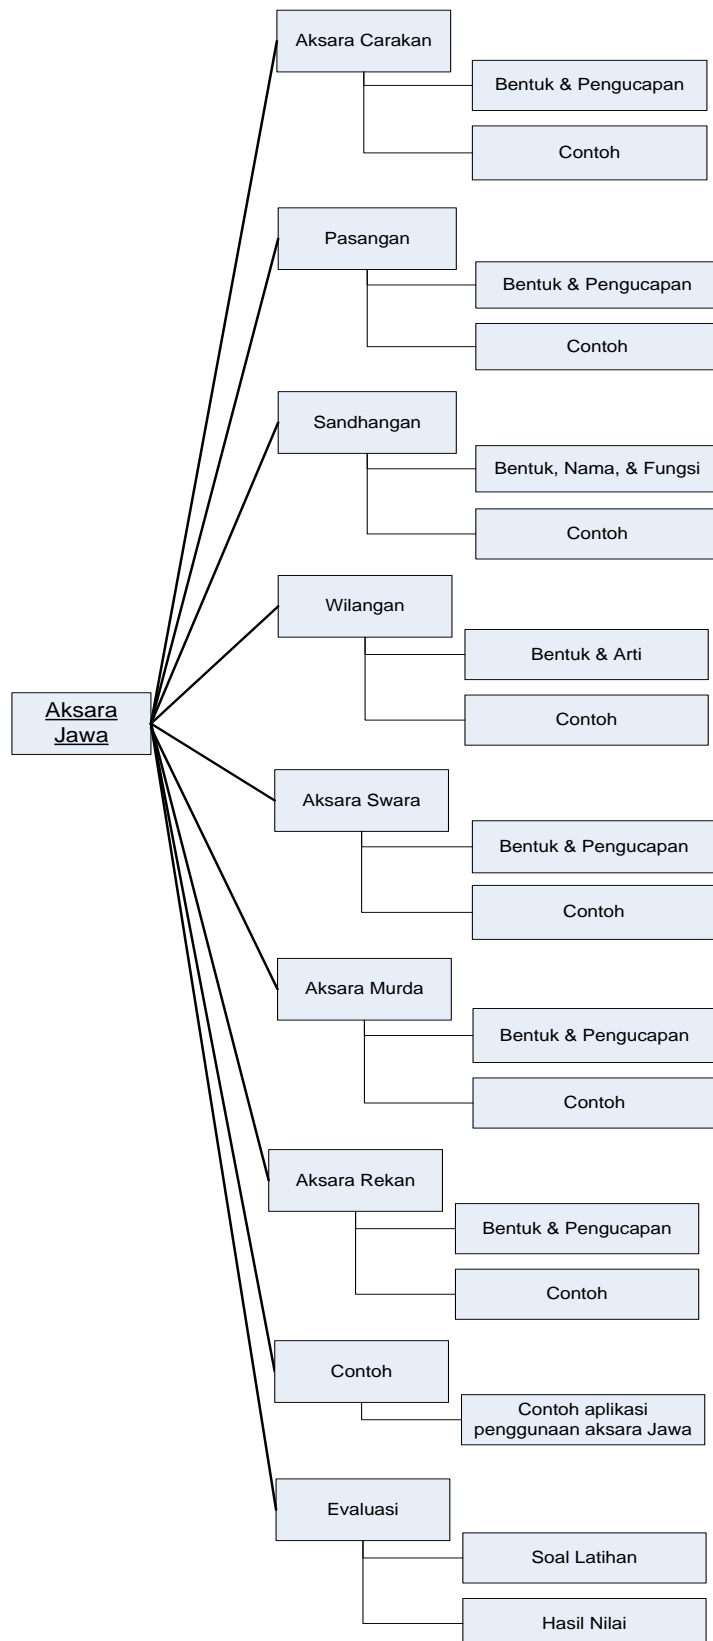 Aksara Carakan
Bentuk & Pengucapan
Contoh
Pasangan
Bentuk & Pengucapan
Contoh
Sandhangan
Bentuk, Nama, & Fungsi
Contoh
Wilangan
Bentuk & Arti
Contoh
Aksara
Jawa
Aksara Swara
Bentuk & Pengucapan
Contoh
Aksara Murda
Bentuk & Pengucapan
Contoh
Aksara Rekan
Bentuk & Pengucapan
Contoh
Contoh
Contoh aplikasi
penggunaan aksara Jawa
Evaluasi
Soal Latihan
Hasil Nilai